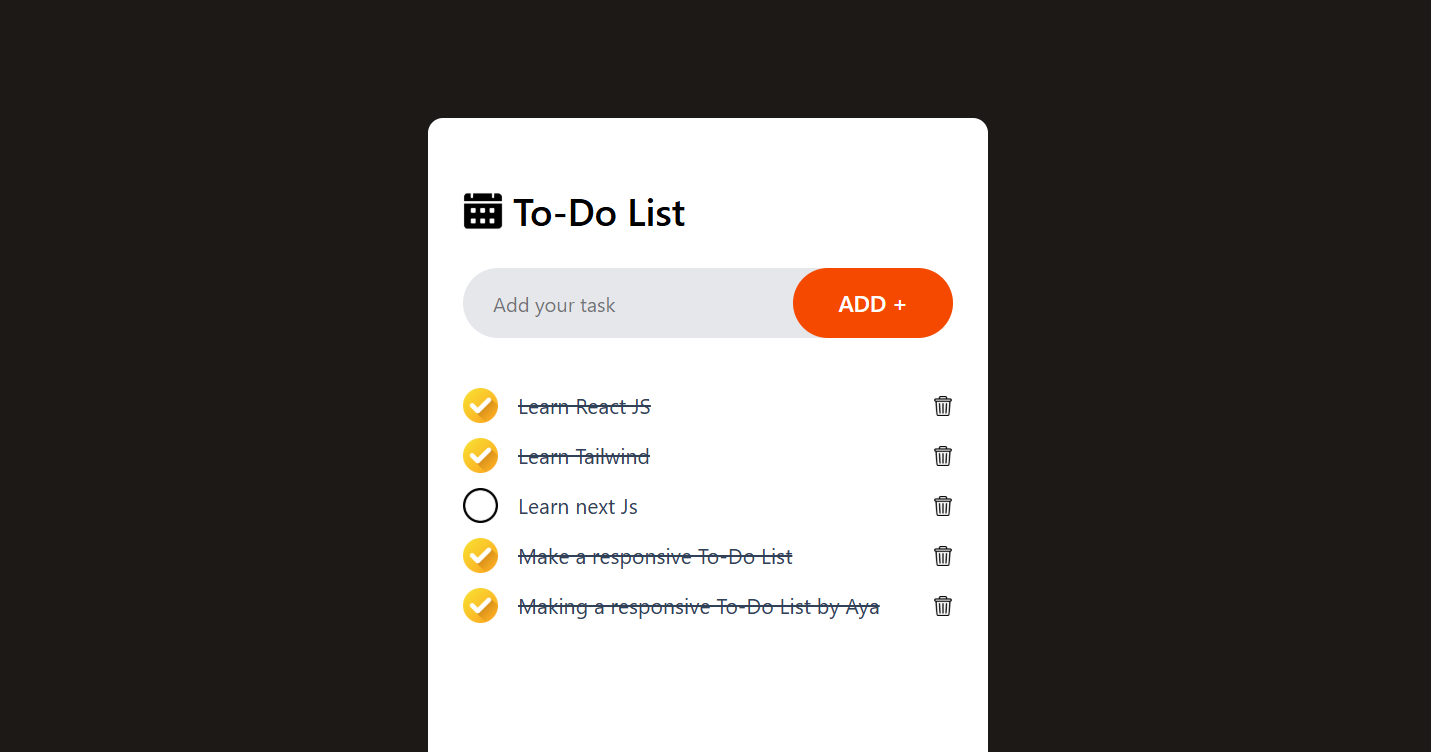 To-Do List
Add your task
ADD +
Learn React JS
Learn Tailwind
Learn next Js
Make a responsive To-Do List
Making a responsive To-Do List by Aya